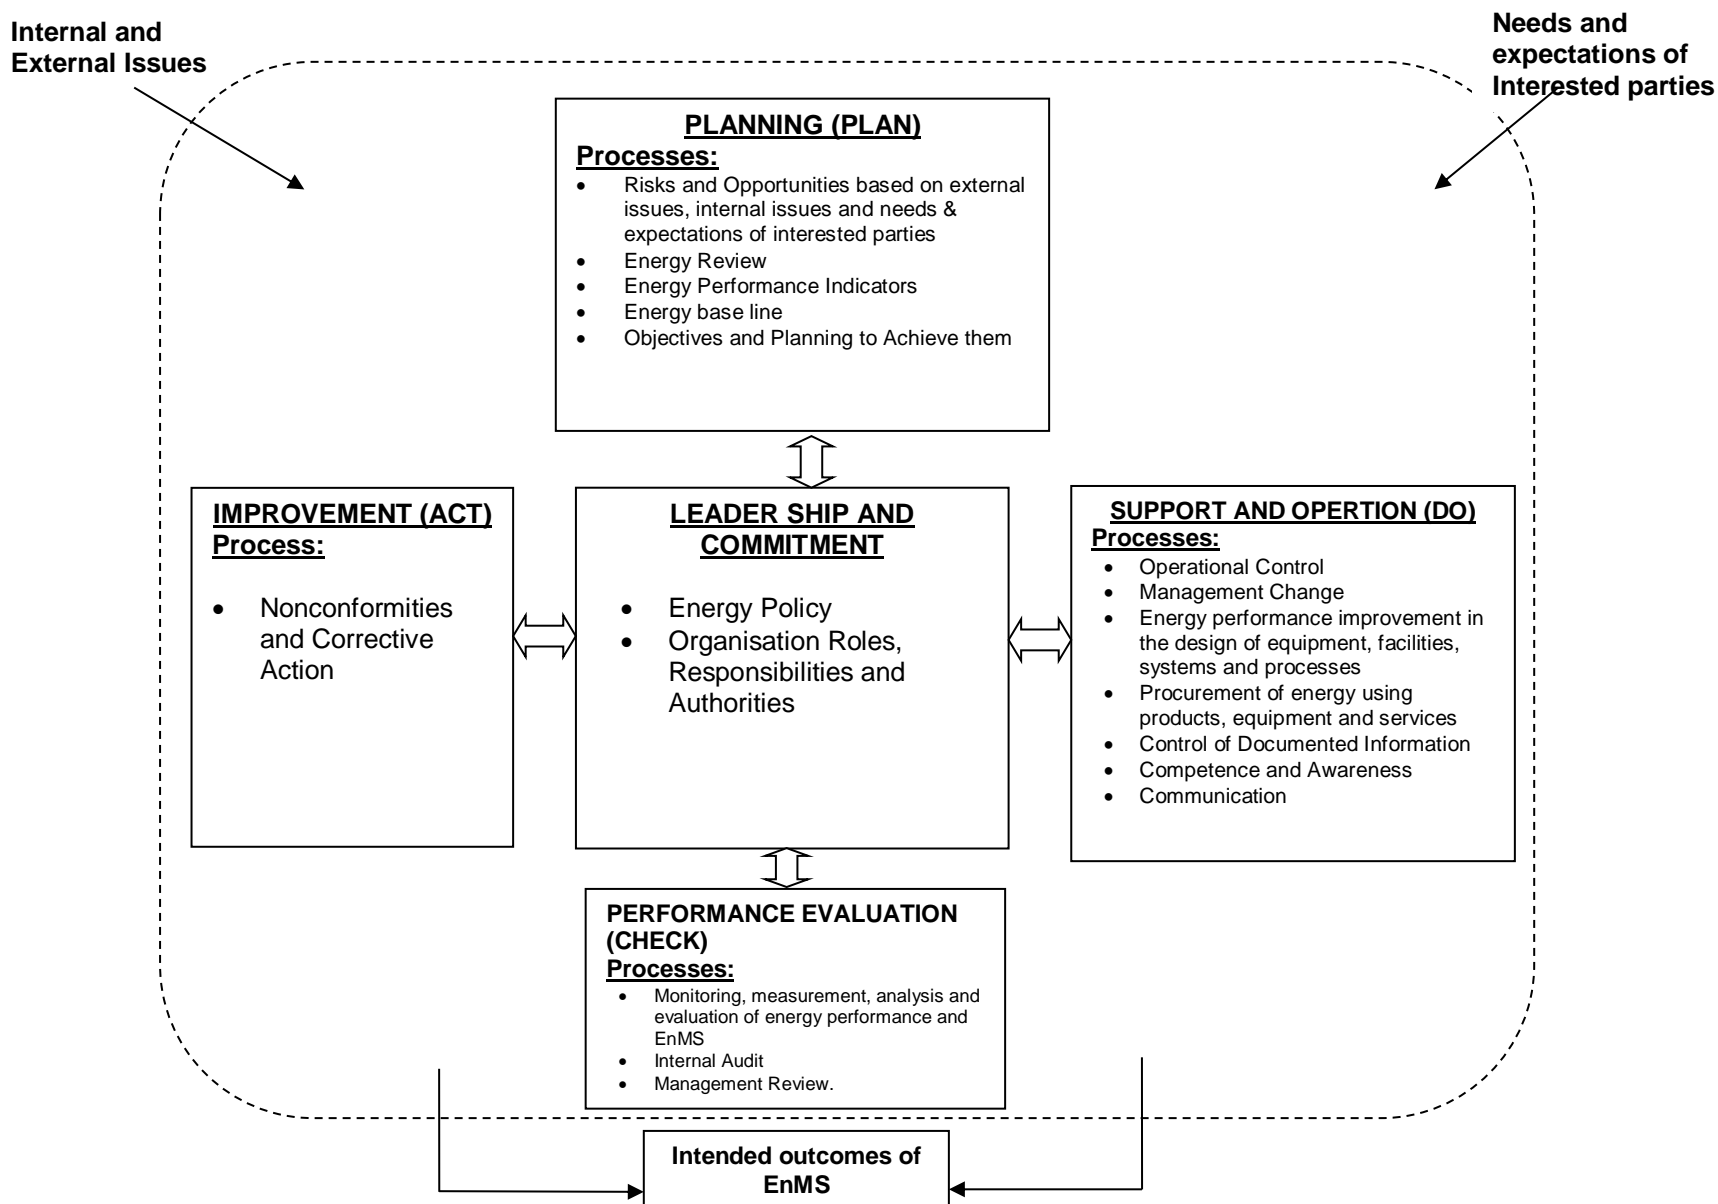 Internal and
External Issues
Needs and
expectations of
Interested parties
PLANNING (PLAN)
Processes:
• Risks and Opportunities based on external
issues, internal issues and needs &
expectations of interested parties
• Energy Review
• Energy Performance Indicators
• Energy base line
• Objectives and Planning to Achieve them
IMPROVEMENT (ACT)
Process:
• Nonconformities
and Corrective
Action
LEADER SHIP AND
COMMITMENT
• Energy Policy
• Organisation Roles,
Responsibilities and
Authorities
SUPPORT AND OPERTION (DO)
Processes:
• Operational Control
• Management Change
• Energy performance improvement in
the design of equipment, facilities,
systems and processes
• Procurement of energy using
products, equipment and services
• Control of Documented Information
• Competence and Awareness
• Communication
PERFORMANCE EVALUATION
(CHECK)
Processes:
• Monitoring, measurement, analysis and
evaluation of energy performance and
EnMS
• Internal Audit
• Management Review.
Intended outcomes of
EnMS